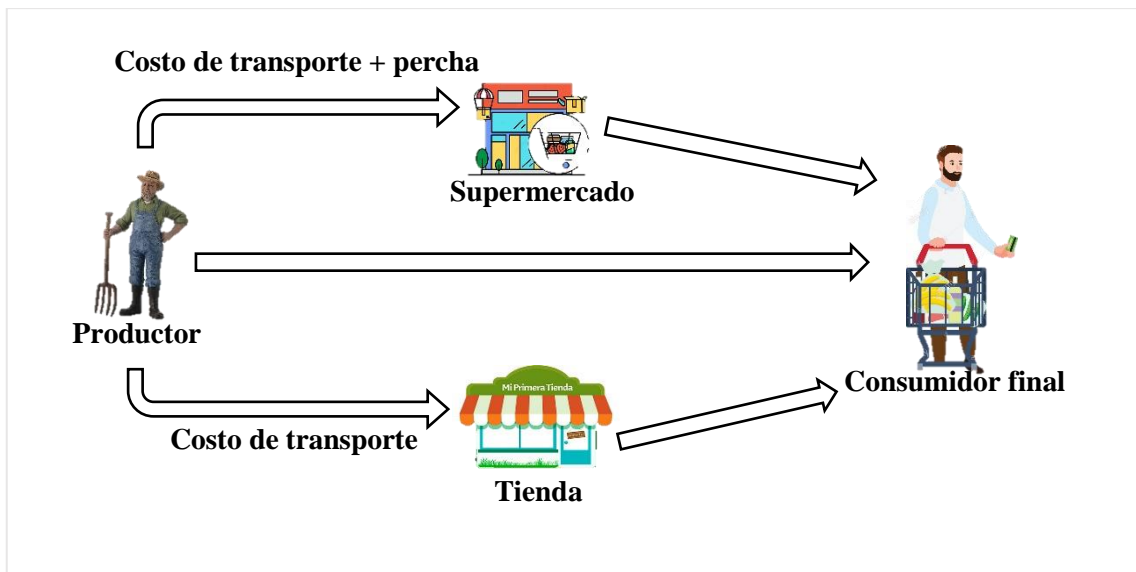 Costo de transporte + percha
Supermercado
Productor
Mi Primera Tienda
Consumidor final
Costo de transporte
Tienda